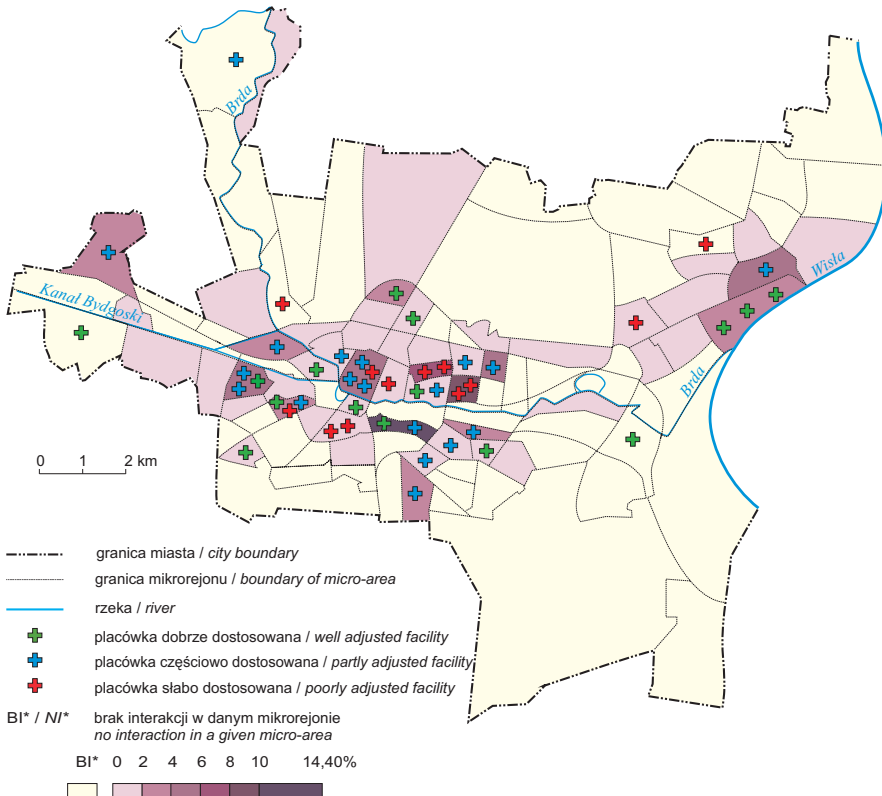 Brda
Kanał Bydgoski
Wisła
Brda
0 1 2 km
granica miasta / city boundary
granica mikrorejonu / boundary of micro-area
rzeka / river
placówka dobrze dostosowana / well adjusted facility
placówka częściowo dostosowana / partly adjusted facility
placówka słabo dostosowana / poorly adjusted facility
BI* / NI* brak interakcji w danym mikrorejonie
no interaction in a given micro-area
BI* 0 2 4 6 8 10 14,40%